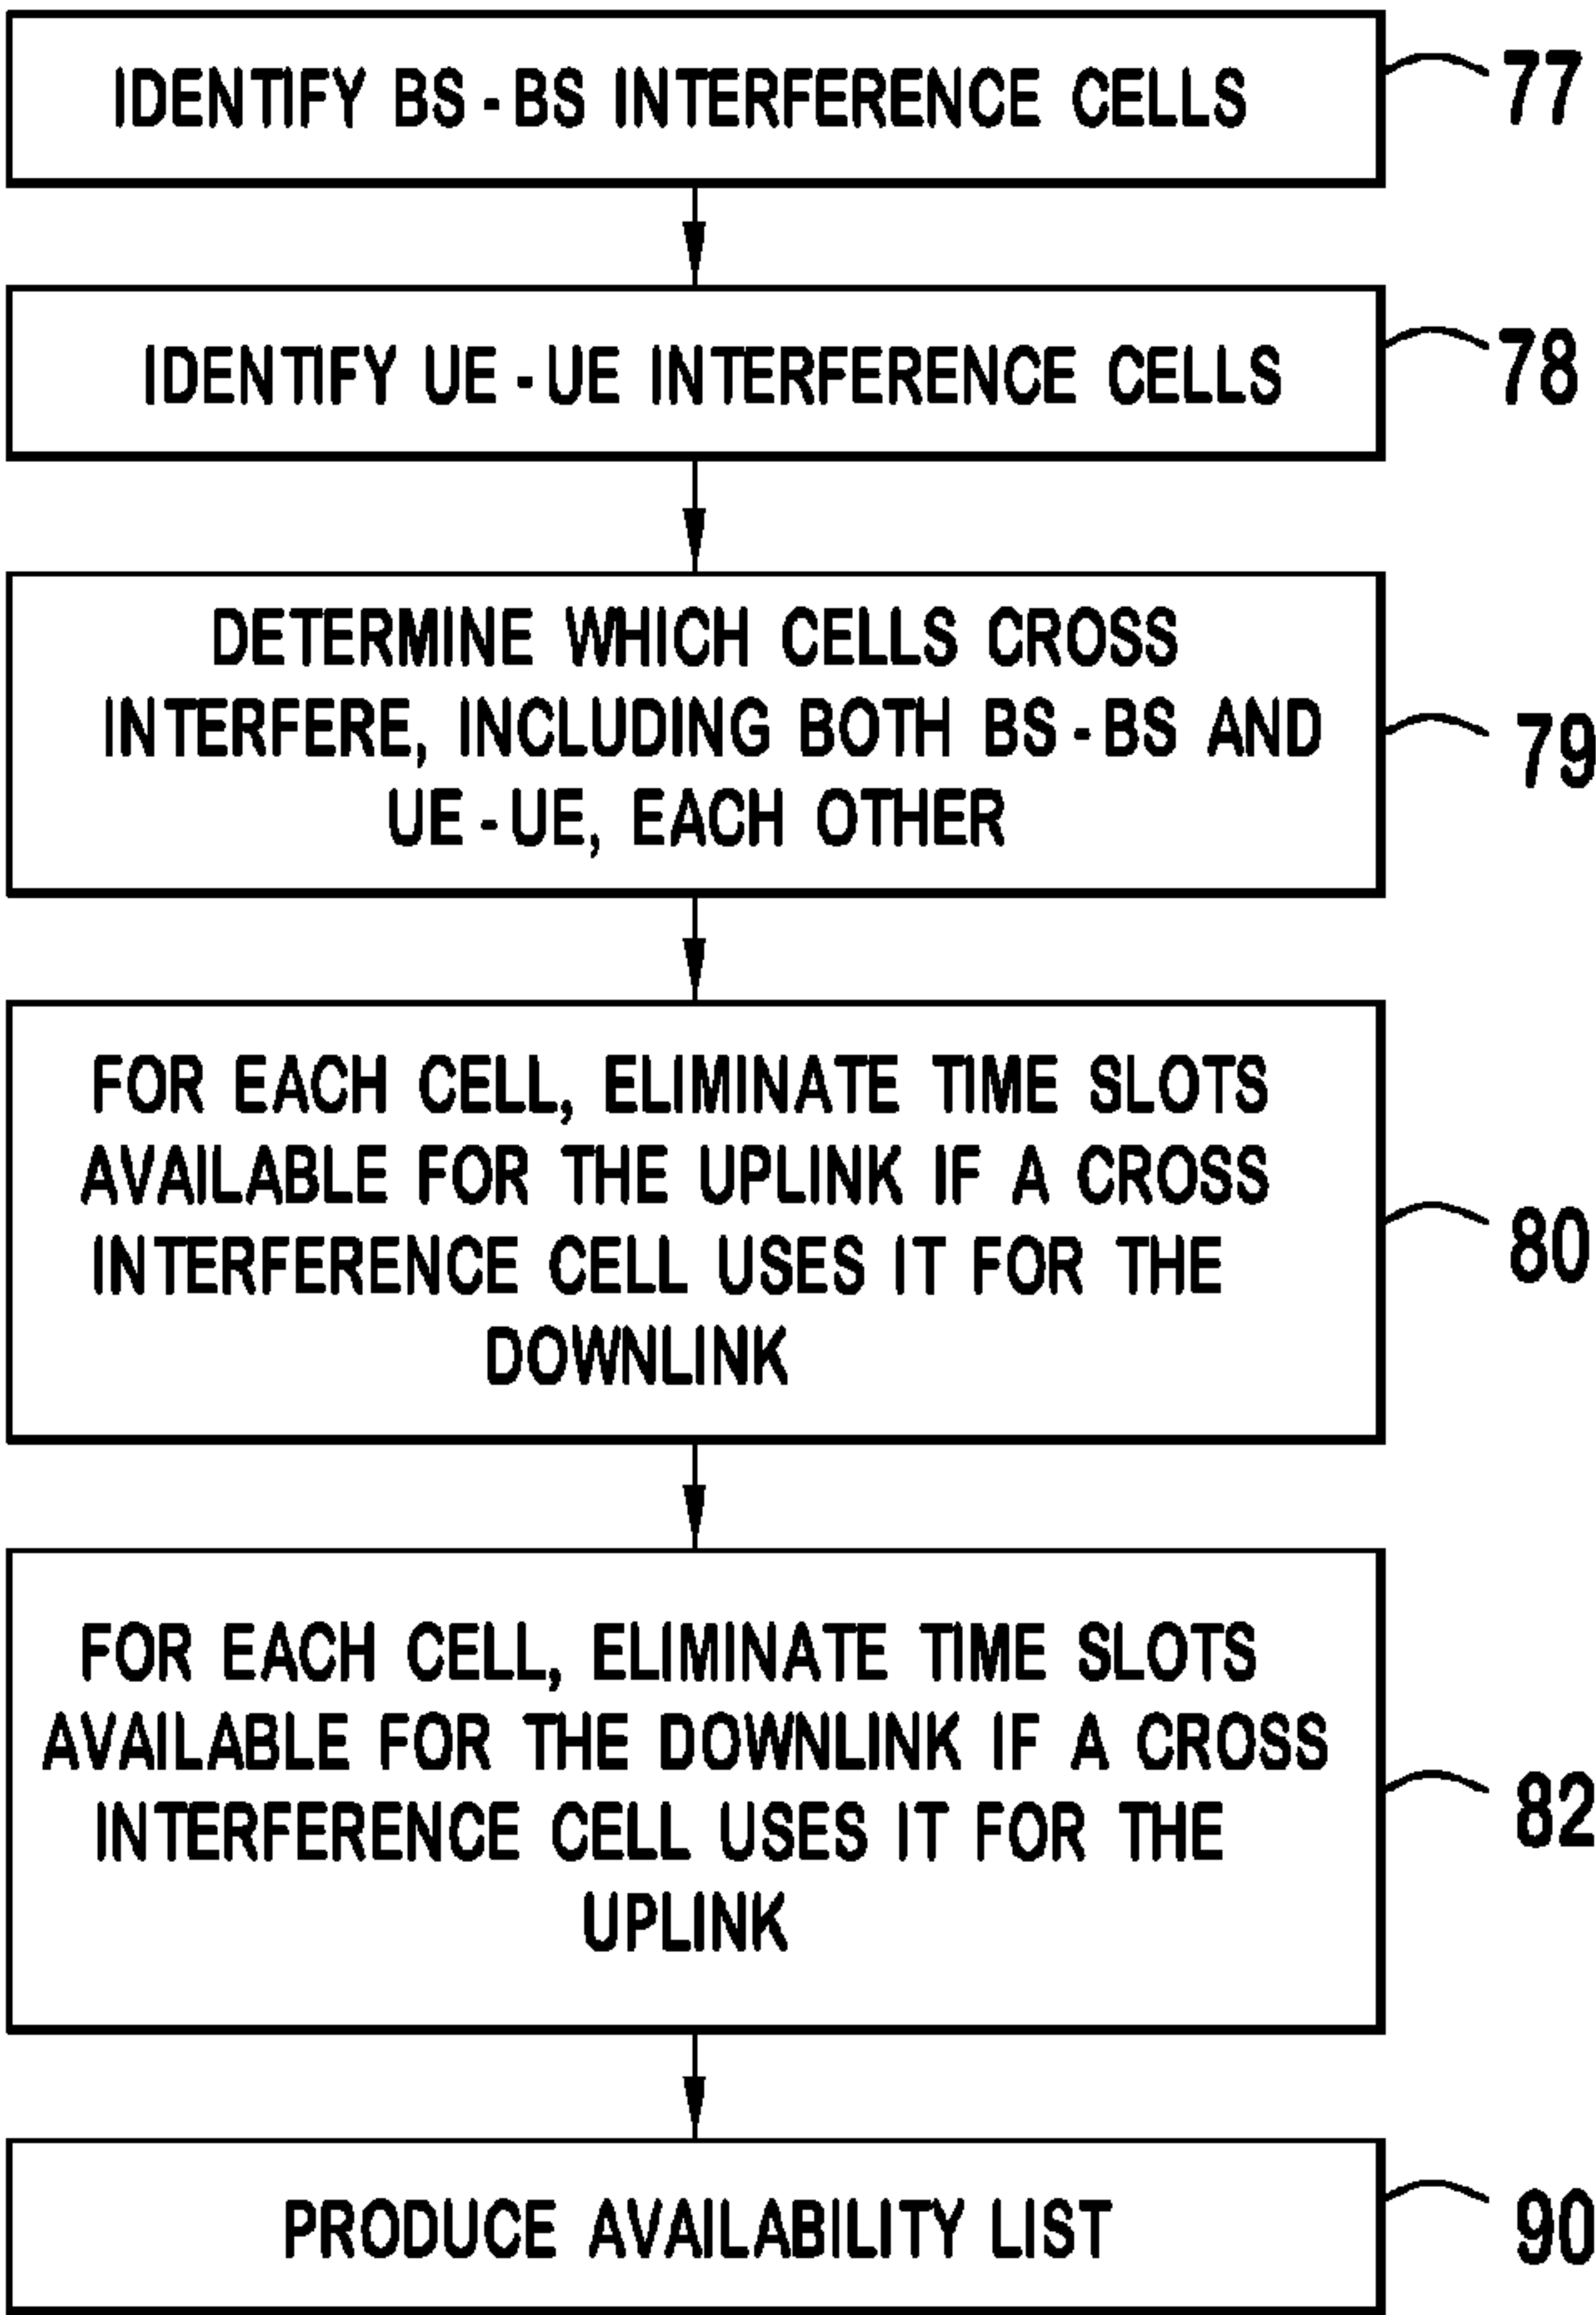 IDENTIFY BS-BS INTERFERENCE CELLS
77
IDENTIFY UE-UE INTERFERENCE CELLS
78
DETERMINE WHICH CELLS CROSS
INTERFERE, INCLUDING BOTH BS-BS AND
UE-UE, EACH OTHER
79
FOR EACH CELL, ELIMINATE TIME SLOTS
AVAILABLE FOR THE UPLINK IF A CROSS
INTERFERENCE CELL USES IT FOR THE
DOWNLINK
80
FOR EACH CELL, ELIMINATE TIME SLOTS
AVAILABLE FOR THE DOWNLINK IF A CROSS
INTERFERENCE CELL USES IT FOR THE
UPLINK
82
PRODUCE AVAILABILITY LIST
90